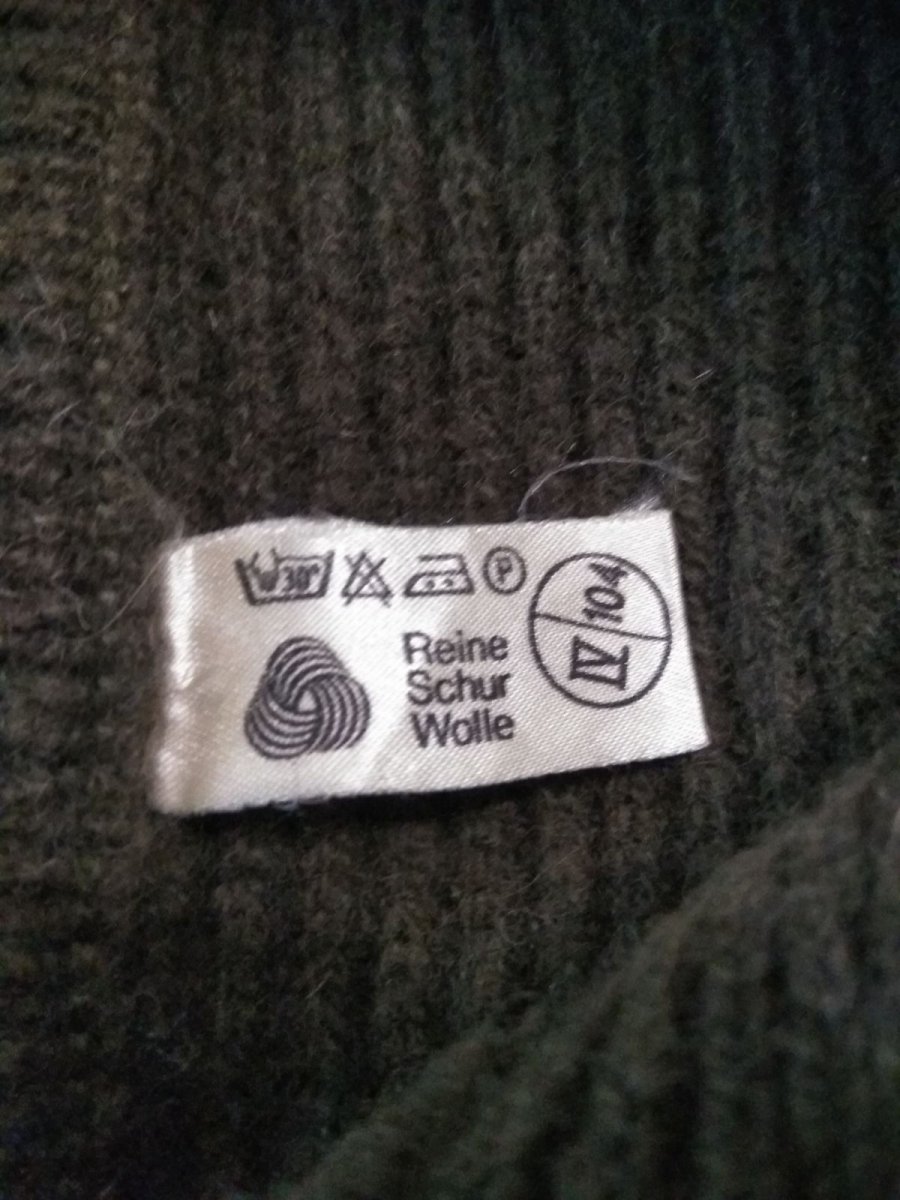 30°
P
Reine
Schur
Wolle
IV/104